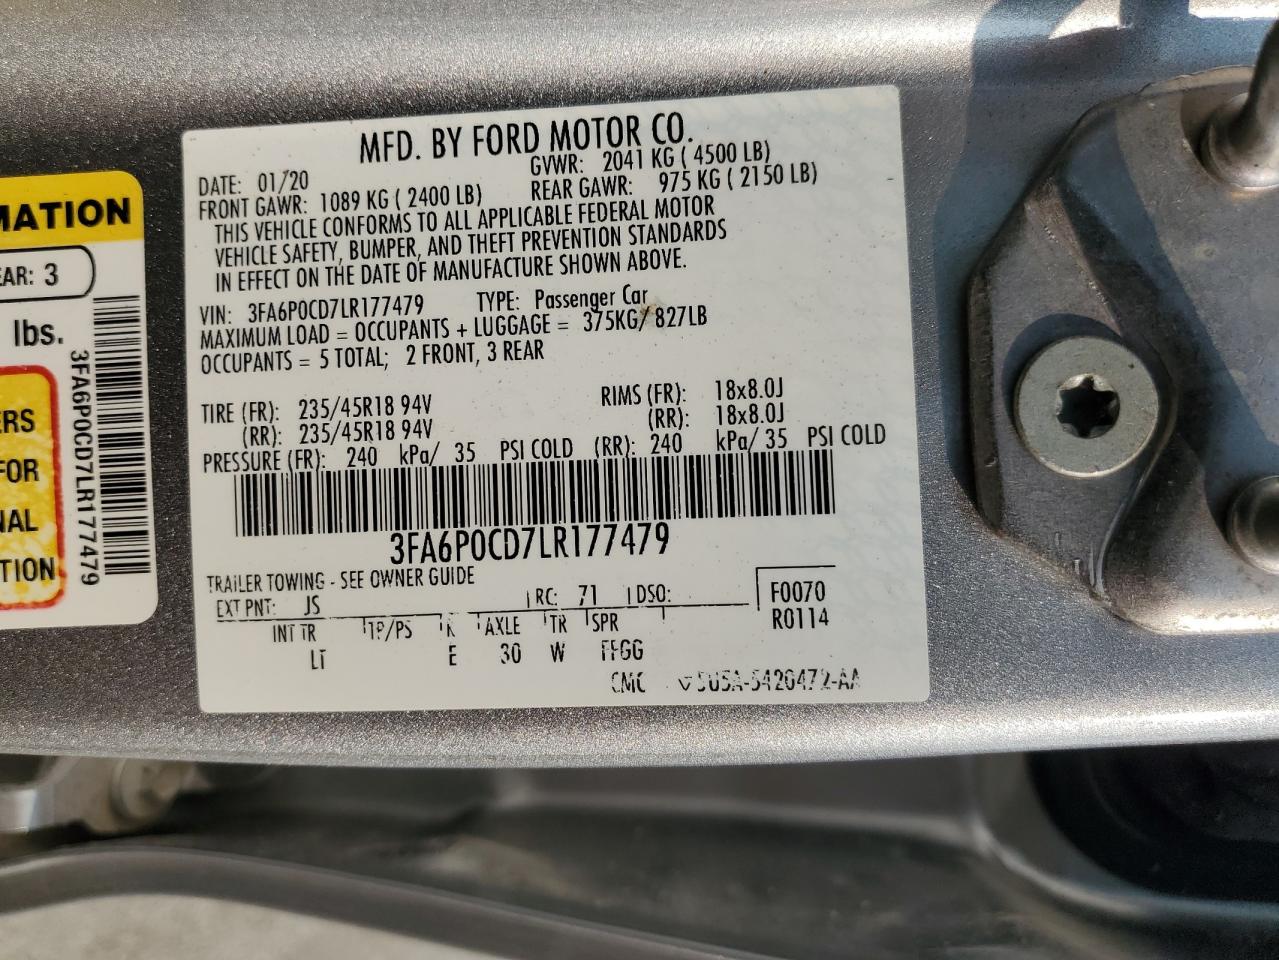 MATION
EAR: 3
lbs.
3FA6P0CD7LR177479
ERS
FOR
NAL
TION
MFD. BY FORD MOTOR CO.
DATE: 01/20 GVWR: 2041 KG ( 4500 LB)
FRONT GAWR: 1089 KG ( 2400 LB) REAR GAWR: 975 KG ( 2150 LB)
THIS VEHICLE CONFORMS TO ALL APPLICABLE FEDERAL MOTOR
VEHICLE SAFETY, BUMPER, AND THEFT PREVENTION STANDARDS
IN EFFECT ON THE DATE OF MANUFACTURE SHOWN ABOVE.
VIN: 3FA6P0CD7LR177479 TYPE: Passenger Car
MAXIMUM LOAD = OCCUPANTS + LUGGAGE = 375KG/ 827LB
OCCUPANTS = 5 TOTAL; 2 FRONT, 3 REAR
TIRE (FR): 235/45R18 94V RIMS (FR): 18x8.0J
(RR): 235/45R18 94V (RR): 18x8.0J
PRESSURE (FR): 240 kPa/ 35 PSI COLD (RR): 240 kPa/35 PSI COLD
3FA6P0CD7LR177479
TRAILER TOWING - SEE OWNER GUIDE
EXT PNT: JS RC: 71 DSO: F0070
R0114
INT TR TP/PS R AXLE TR SPR
LT E 30 W FFGG
CMC 5U5A-5420472-AA